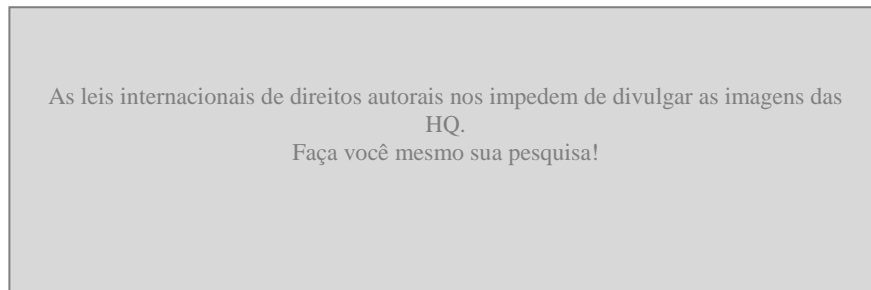 As leis internacionais de direitos autorais nos impedem de divulgar as imagens das
HQ.
Faça você mesmo sua pesquisa!